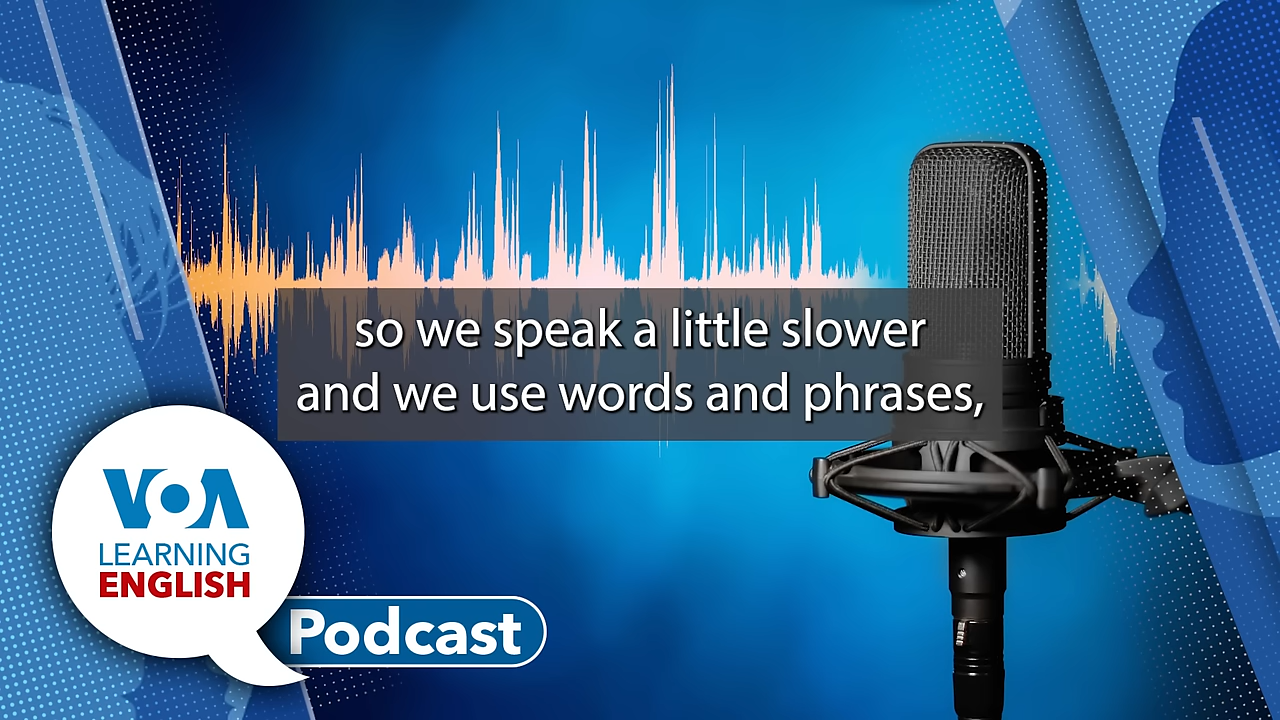 so we speak a little slower
and we use words and phrases,
VOA
LEARNING
ENGLISH
Podcast